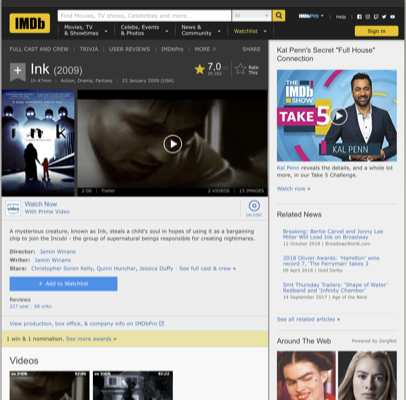 IMDb
Find Movies, TV shows, Celebrities and more...
All
IMDbPro
Help
Movies, TV & Showtimes
Celebs, Events & Photos
News & Community
Watchlist
Sign in
FULL CAST AND CREW | TRIVIA | USER REVIEWS | IMDbPro | MORE
SHARE
+
Ink (2009)
1h 47min | Action, Drama, Fantasy | 23 January 2009 (USA)
7,0
Rate This
ink
2:06 | Trailer
2 VIDEOS | 15 IMAGES
prime video
Watch Now
With Prime Video
ON DISC
A mysterious creature, known as Ink, steals a child's soul in hopes of using it as a bargaining
chip to join the Incubi - the group of supernatural beings responsible for creating nightmares.
Director: Jamin Winans
Writer: Jamin Winans
Stars: Christopher Soren Kelly, Quinn Hunchar, Jessica Duffy | See full cast & crew »
+ Add to Watchlist
Reviews
227 user | 68 critic
View production, box office, & company info on IMDbPro
1 win & 1 nomination. See more awards »
Videos
02:06
02:22
Kal Penn's Secret "Full House"
Connection
THE
IMDb
SHOW
TAKE 5
KAL PENN
Kal Penn reveals the details, and a whole lot
more, in our Take 5 Challenge.
Watch now »
Related News
Breaking: Bertie Carvel and Jonny Lee
Miller Will Lead Ink on Broadway
12 October 2018 | BroadwayWorld.com
2018 Olivier Awards: 'Hamilton' wins
record 7, 'The Ferryman' takes 3
09 April 2018 | Gold Derby
Smt Thursday Trailers: 'Shape of Water'
Redband and 'Infinity Chamber'
14 September 2017 | Age of the Nerd
See all related articles »
Around The Web
Powered by ZergNet